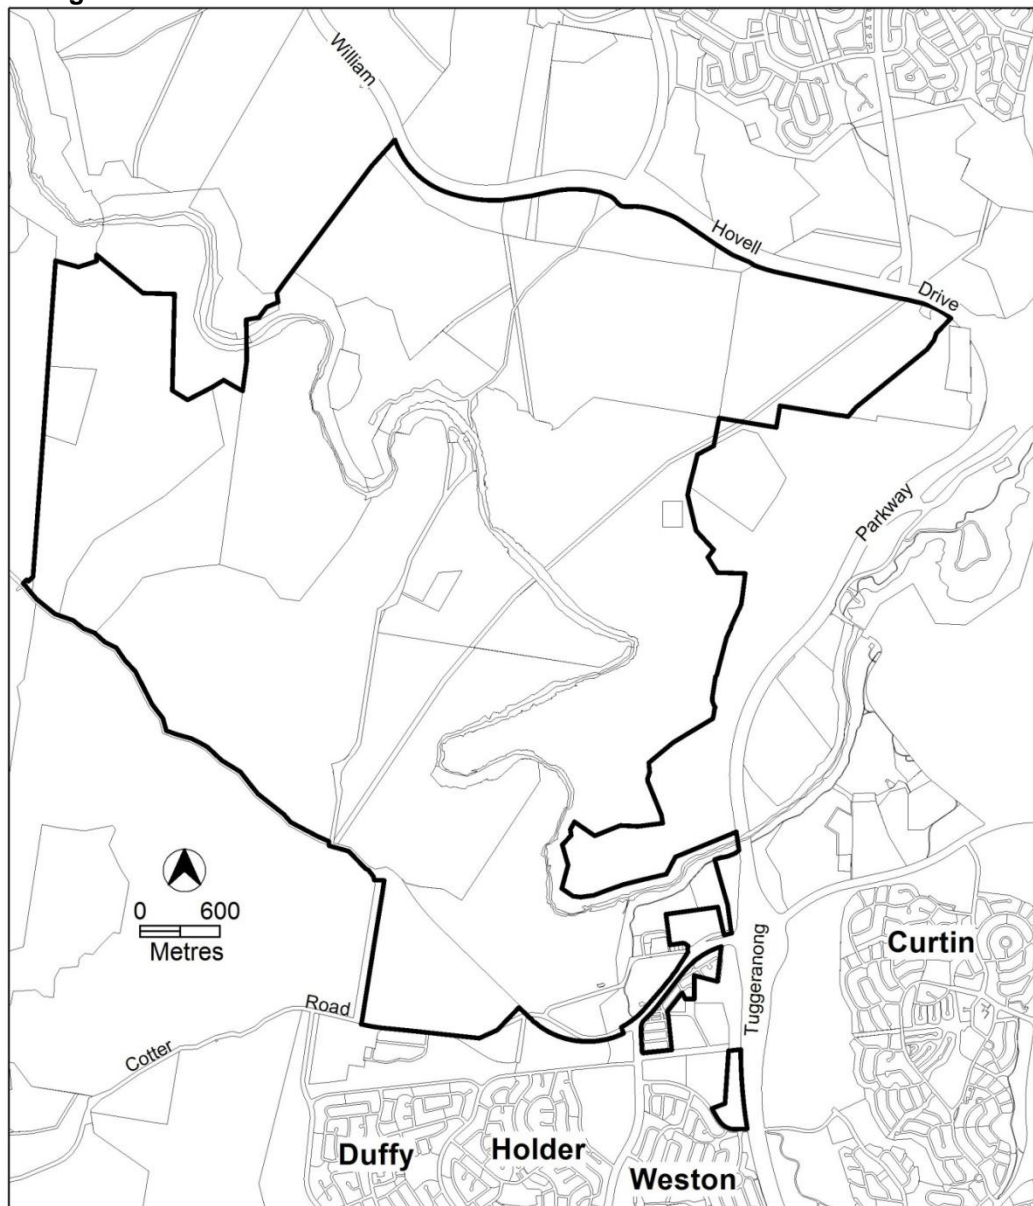 William
Hovell
Drive
Parkway
0 600
Metres
Curtin
Tuggeranong
Road
Cotter
Duffy
Holder
Weston